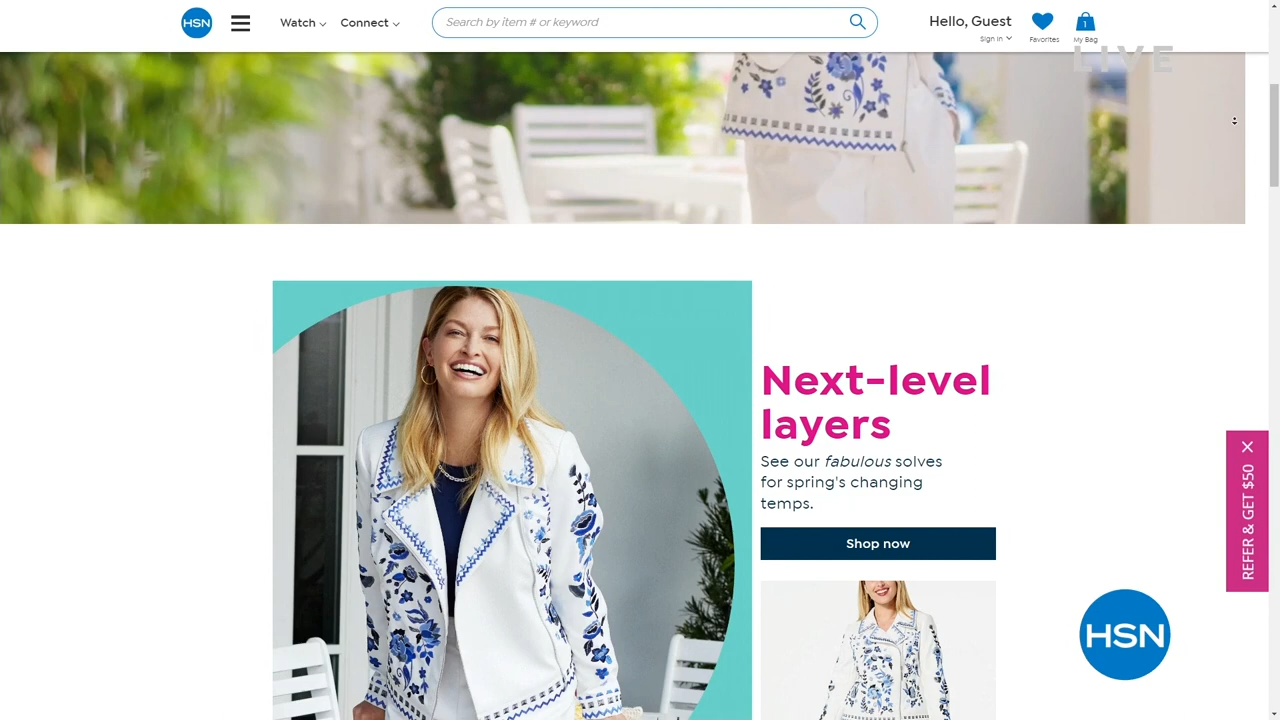 HSN
Watch
Connect
Search by item # or keyword
Hello, Guest
Sign In
Favorites
1
My Bag
LIVE
Next-level
layers
See our fabulous solves
for spring's changing
temps.
Shop now
REFER & GET $50
HSN